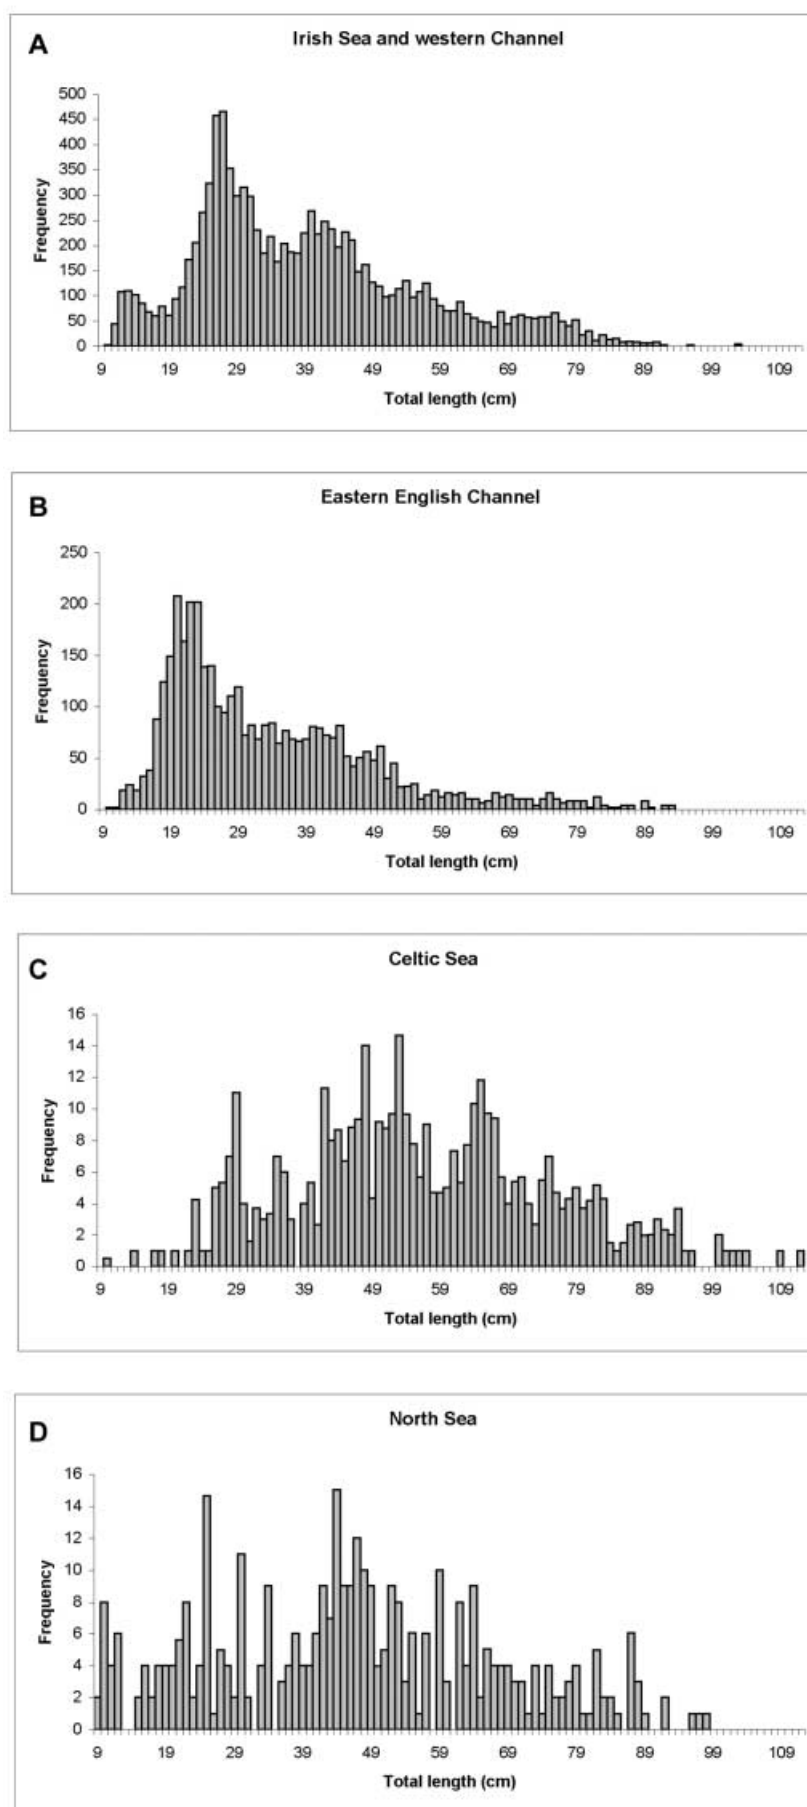 A
Irish Sea and western Channel
500
450
400
350
300
250
200
150
100
50
0
Frequency
9 19 29 39 49 59 69 79 89 99 109
Total length (cm)
B
Eastern English Channel
250
200
150
100
50
0
Frequency
9 19 29 39 49 59 69 79 89 99 109
Total length (cm)
C
Celtic Sea
16
14
12
10
8
6
4
2
0
Frequency
9 19 29 39 49 59 69 79 89 99 109
Total length (cm)
D
North Sea
16
14
12
10
8
6
4
2
0
Frequency
9 19 29 39 49 59 69 79 89 99 109
Total length (cm)